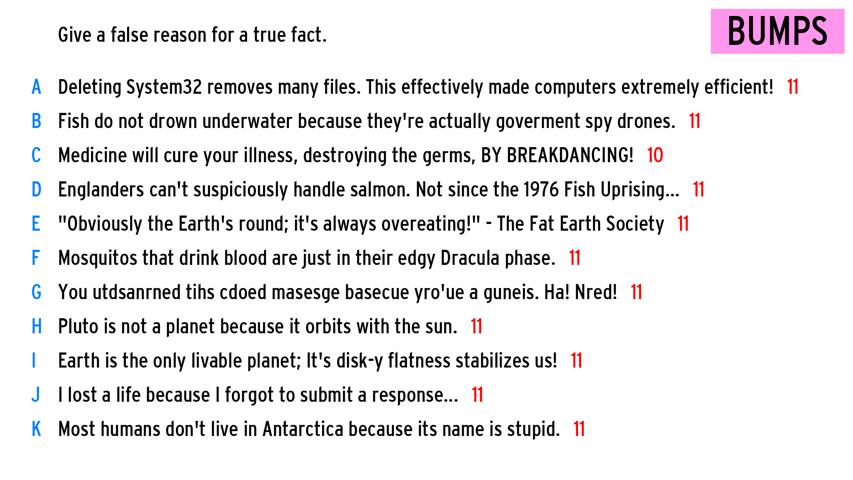 Give a false reason for a true fact.
BUMPS
A Deleting System32 removes many files. This effectively made computers extremely efficient! 11
B Fish do not drown underwater because they're actually goverment spy drones. 11
C Medicine will cure your illness, destroying the germs, BY BREAKDANCING! 10
D Englanders can't suspiciously handle salmon. Not since the 1976 Fish Uprising... 11
E "Obviously the Earth's round; it's always overeating!" - The Fat Earth Society 11
F Mosquitos that drink blood are just in their edgy Dracula phase. 11
G You utdsanrned tihs cdoed masesge basecue yro'ue a guneis. Ha! Nred! 11
H Pluto is not a planet because it orbits with the sun. 11
I Earth is the only livable planet; It's disk-y flatness stabilizes us! 11
J I lost a life because I forgot to submit a response... 11
K Most humans don't live in Antarctica because its name is stupid. 11